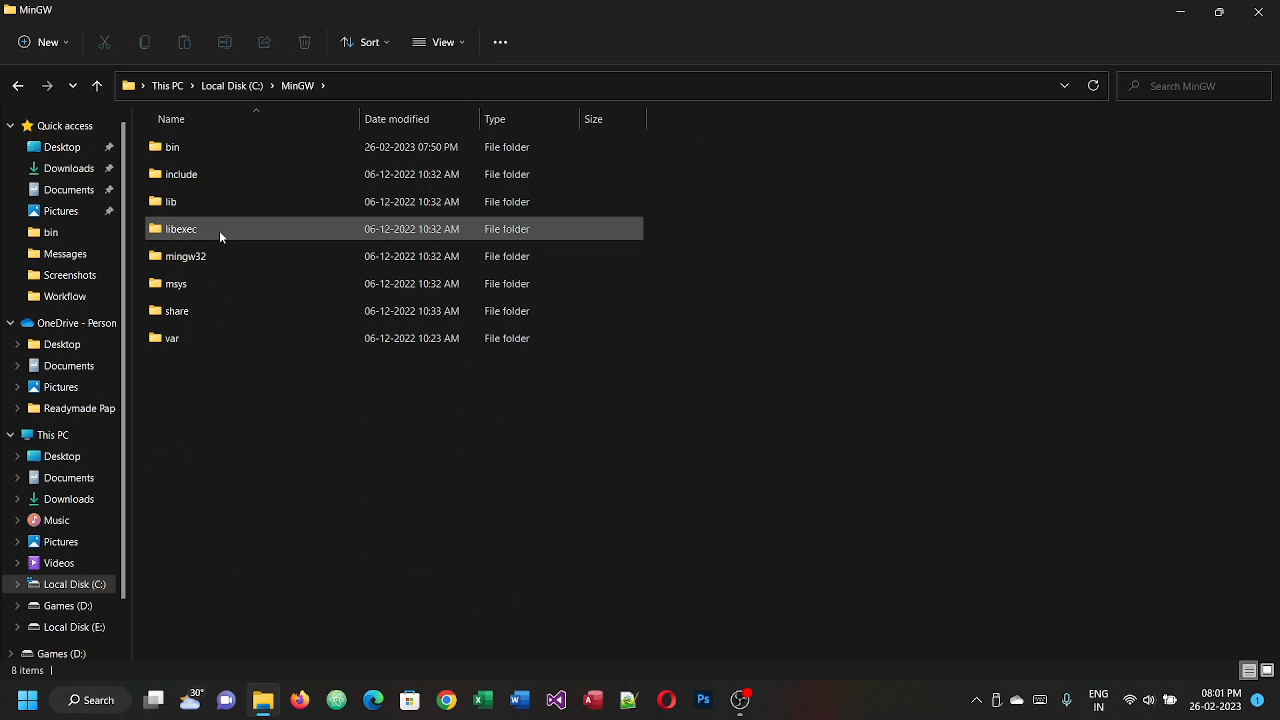 MinGW
New
Sort
View
This PC
Local Disk (C:)
MinGW
Search MinGW
Name
Date modified
Type
Size
bin
26-02-2023 07:50 PM
File folder
include
06-12-2022 10:32 AM
File folder
lib
06-12-2022 10:32 AM
File folder
libexec
06-12-2022 10:32 AM
File folder
mingw32
06-12-2022 10:32 AM
File folder
msys
06-12-2022 10:32 AM
File folder
share
06-12-2022 10:33 AM
File folder
var
06-12-2022 10:23 AM
File folder
Quick access
Desktop
Downloads
Documents
Pictures
bin
Messages
Screenshots
Workflow
OneDrive - Person
Desktop
Documents
Pictures
Readymade Pap
This PC
Desktop
Documents
Downloads
Music
Pictures
Videos
Local Disk (C:)
Games (D:)
Local Disk (E:)
Games (D:)
8 items
30°
Search
ENG
IN
08:01 PM
26-02-2023
1